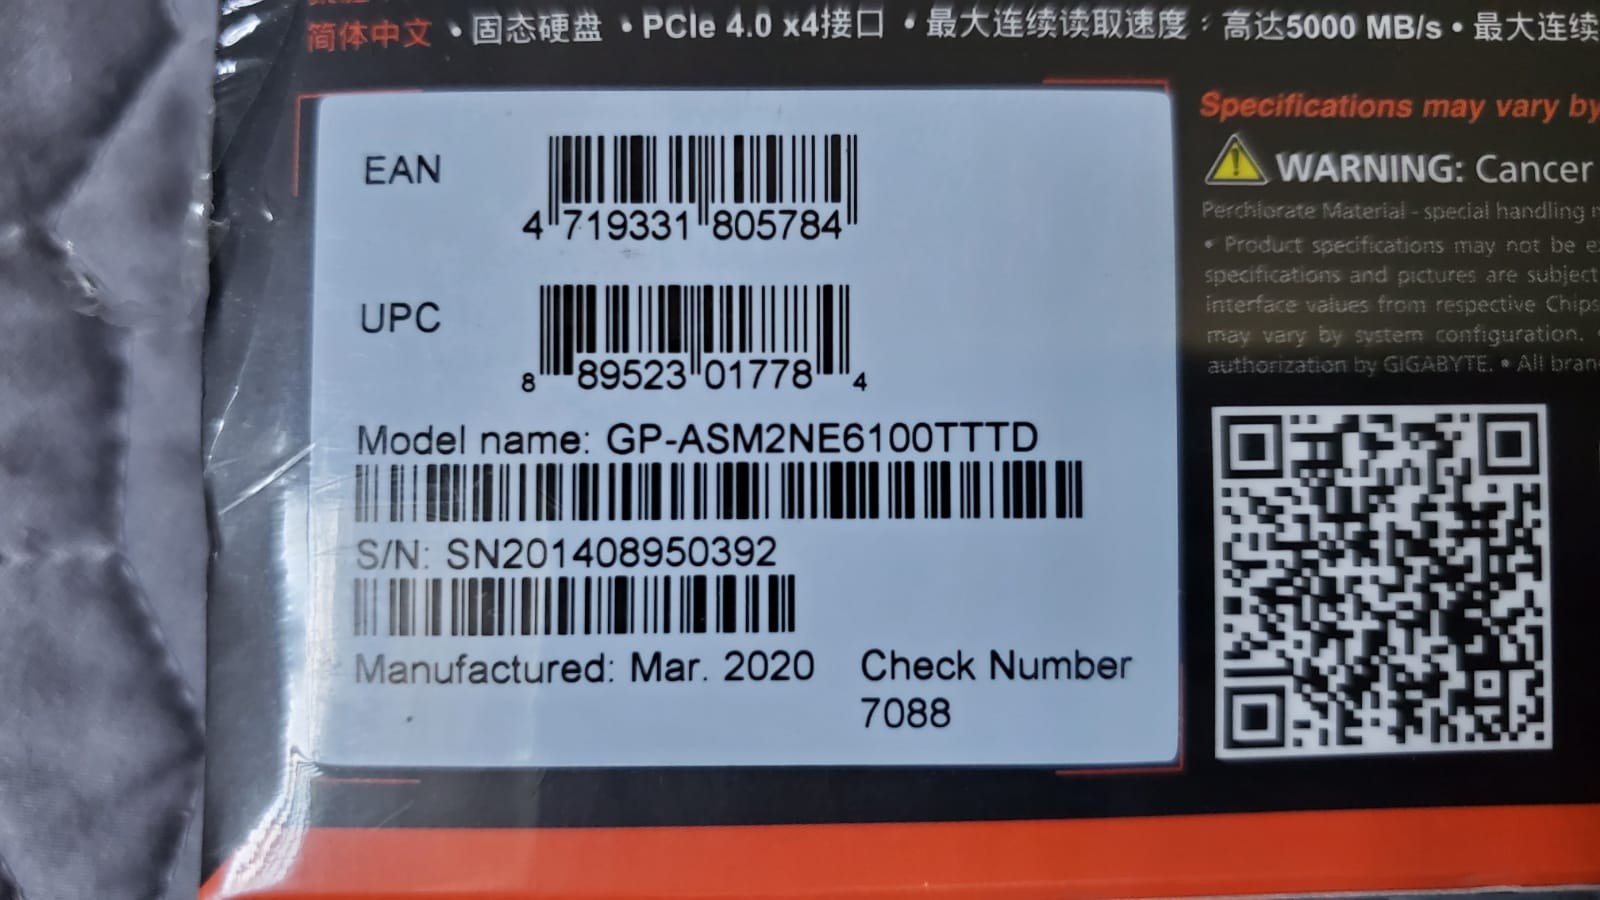 简体中文 • 固态硬盘 • PCIe 4.0 x4接口 • 最大连续读取速度：高达5000 MB/s • 最大连续
Specifications may vary by
WARNING: Cancer
Perchlorate Material - special handling
• Product specifications may not be
specifications and pictures are subject
interface values from respective Chips
may vary by system configuration.
authorization by GIGABYTE. • All bran
EAN
4 719331 805784
UPC
8 89523 01778 4
Model name: GP-ASM2NE6100TTTD
S/N: SN201408950392
Manufactured: Mar. 2020 Check Number
7088